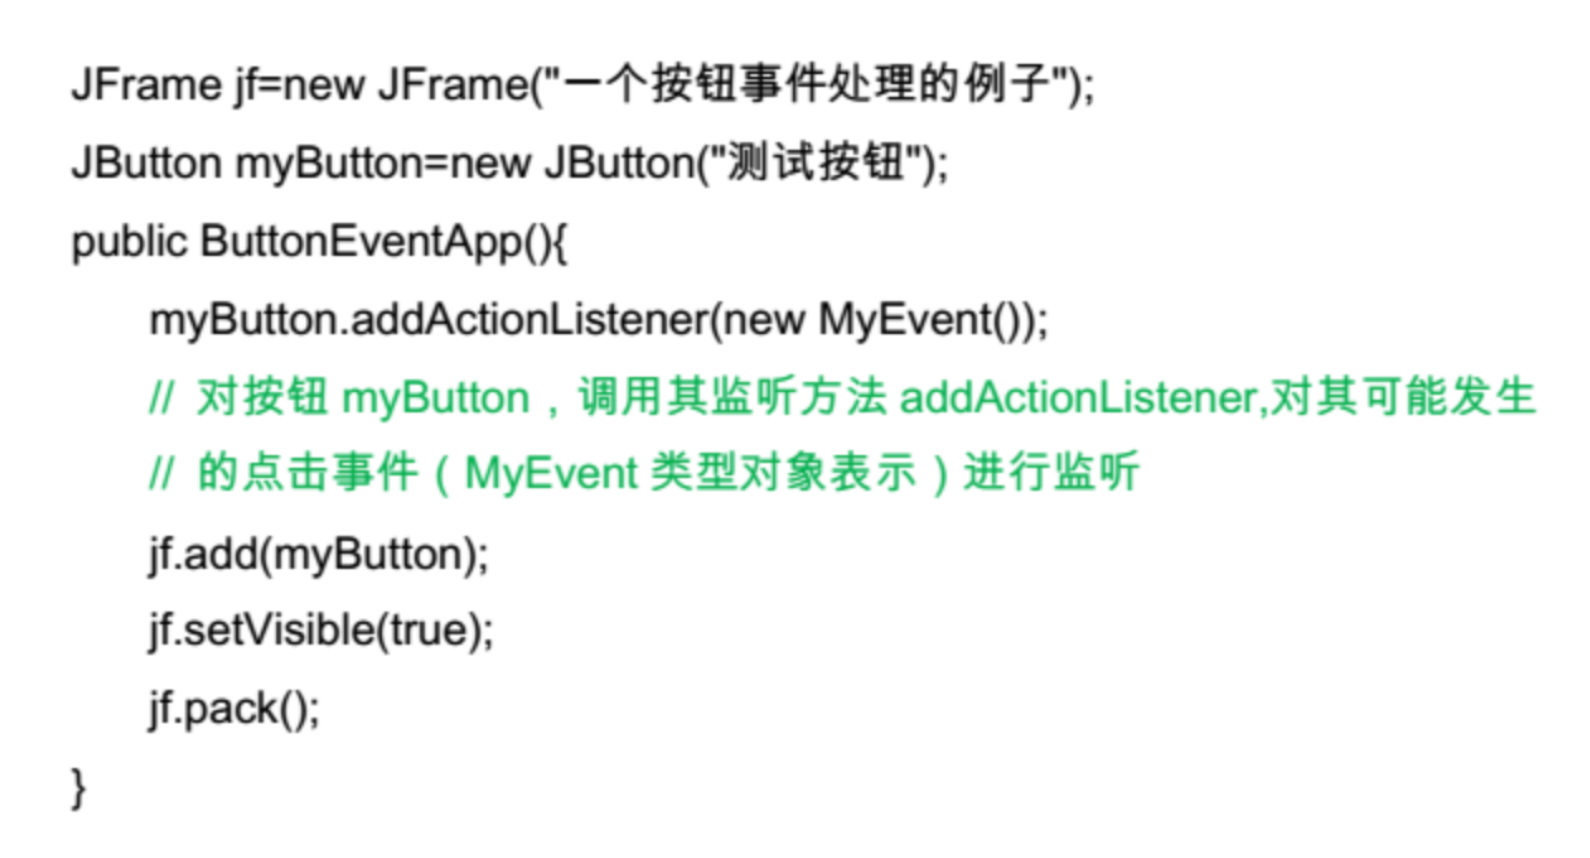 JFrame jf=new JFrame("一个按钮事件处理的例子");
JButton myButton=new JButton("测试按钮");
public ButtonEventApp(){
myButton.addActionListener(new MyEvent());
// 对按钮 myButton，调用其监听方法 addActionListener,对其可能发生
// 的点击事件（MyEvent 类型对象表示）进行监听
jf.add(myButton);
jf.setVisible(true);
jf.pack();
}